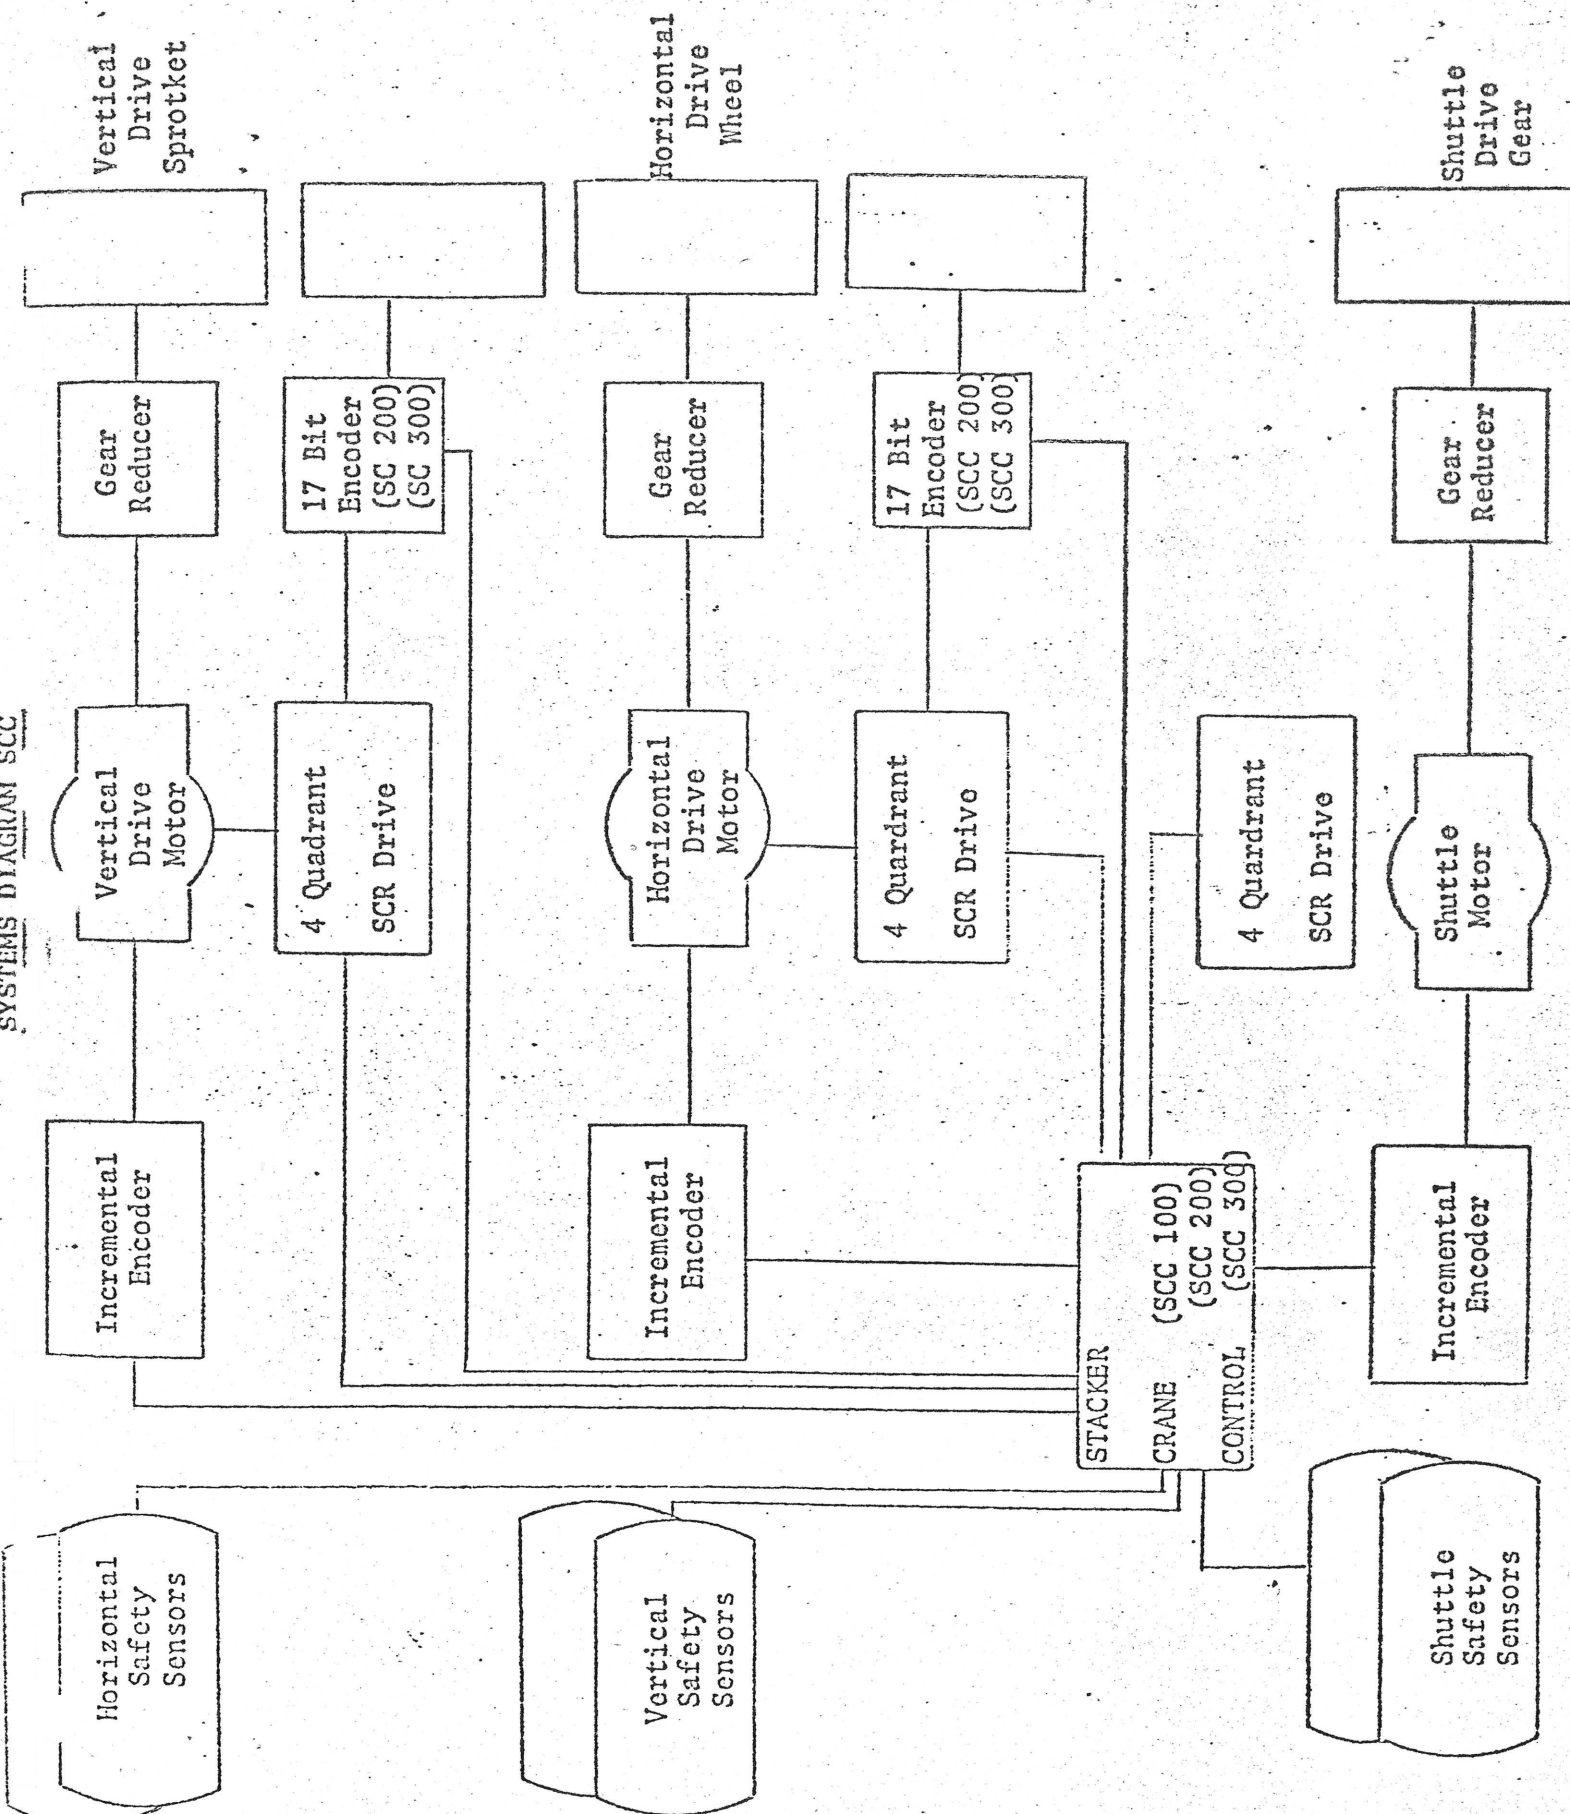 SYSTEMS DIAGRAM SCC
Horizontal
Safety
Sensors
Incremental
Encoder
Vertical
Drive
Motor
Gear
Reducer
Vertical
Drive
Sprotket
4 Quadrant
SCR Drive
17 Bit
Encoder
(SC 200)
(SC 300)
Vertical
Safety
Sensors
Incremental
Encoder
Horizontal
Drive
Motor
Gear
Reducer
Horizontal
Drive
Wheel
4 Quardrant
SCR Drive
17 Bit
Encoder
(SCC 200)
(SCC 300)
STACKER
CRANE (SCC 100)
(SCC 200)
CONTROL (SCC 300)
4 Quardrant
SCR Drive
Shuttle
Safety
Sensors
Incremental
Encoder
Shuttle
Motor
Gear
Reducer
Shuttle
Drive
Gear